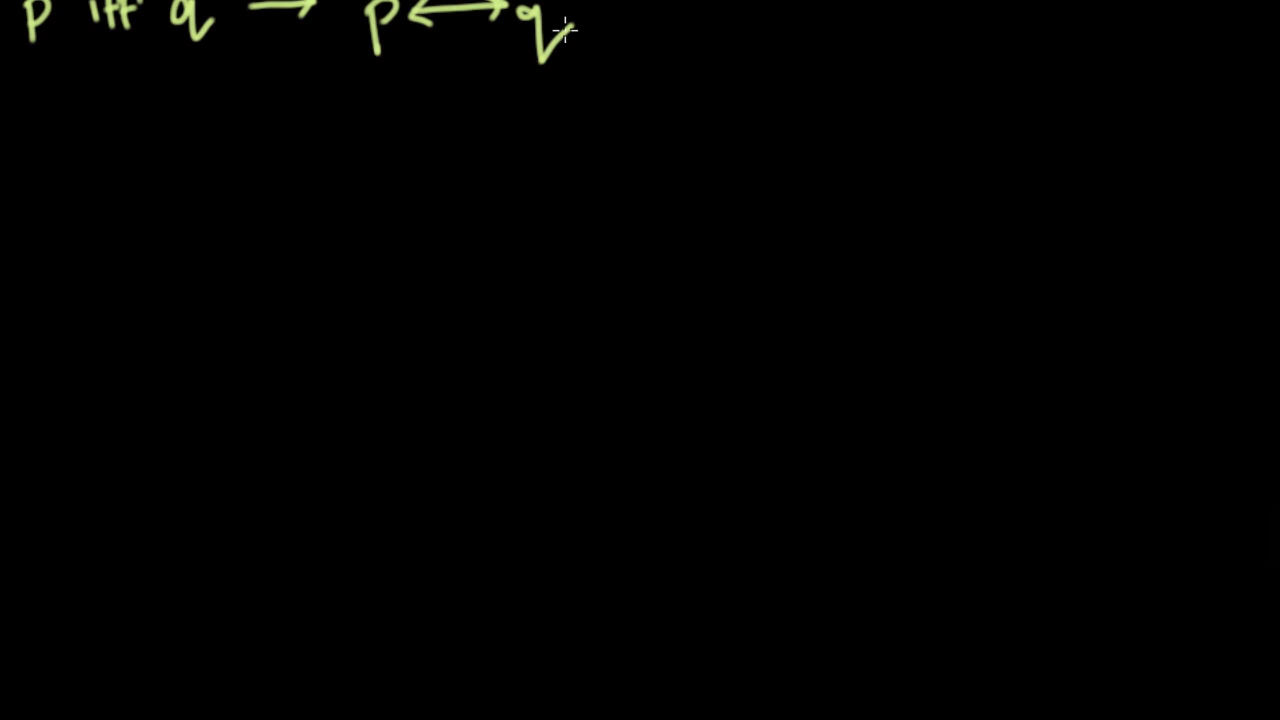 p iff q → p ↔ q